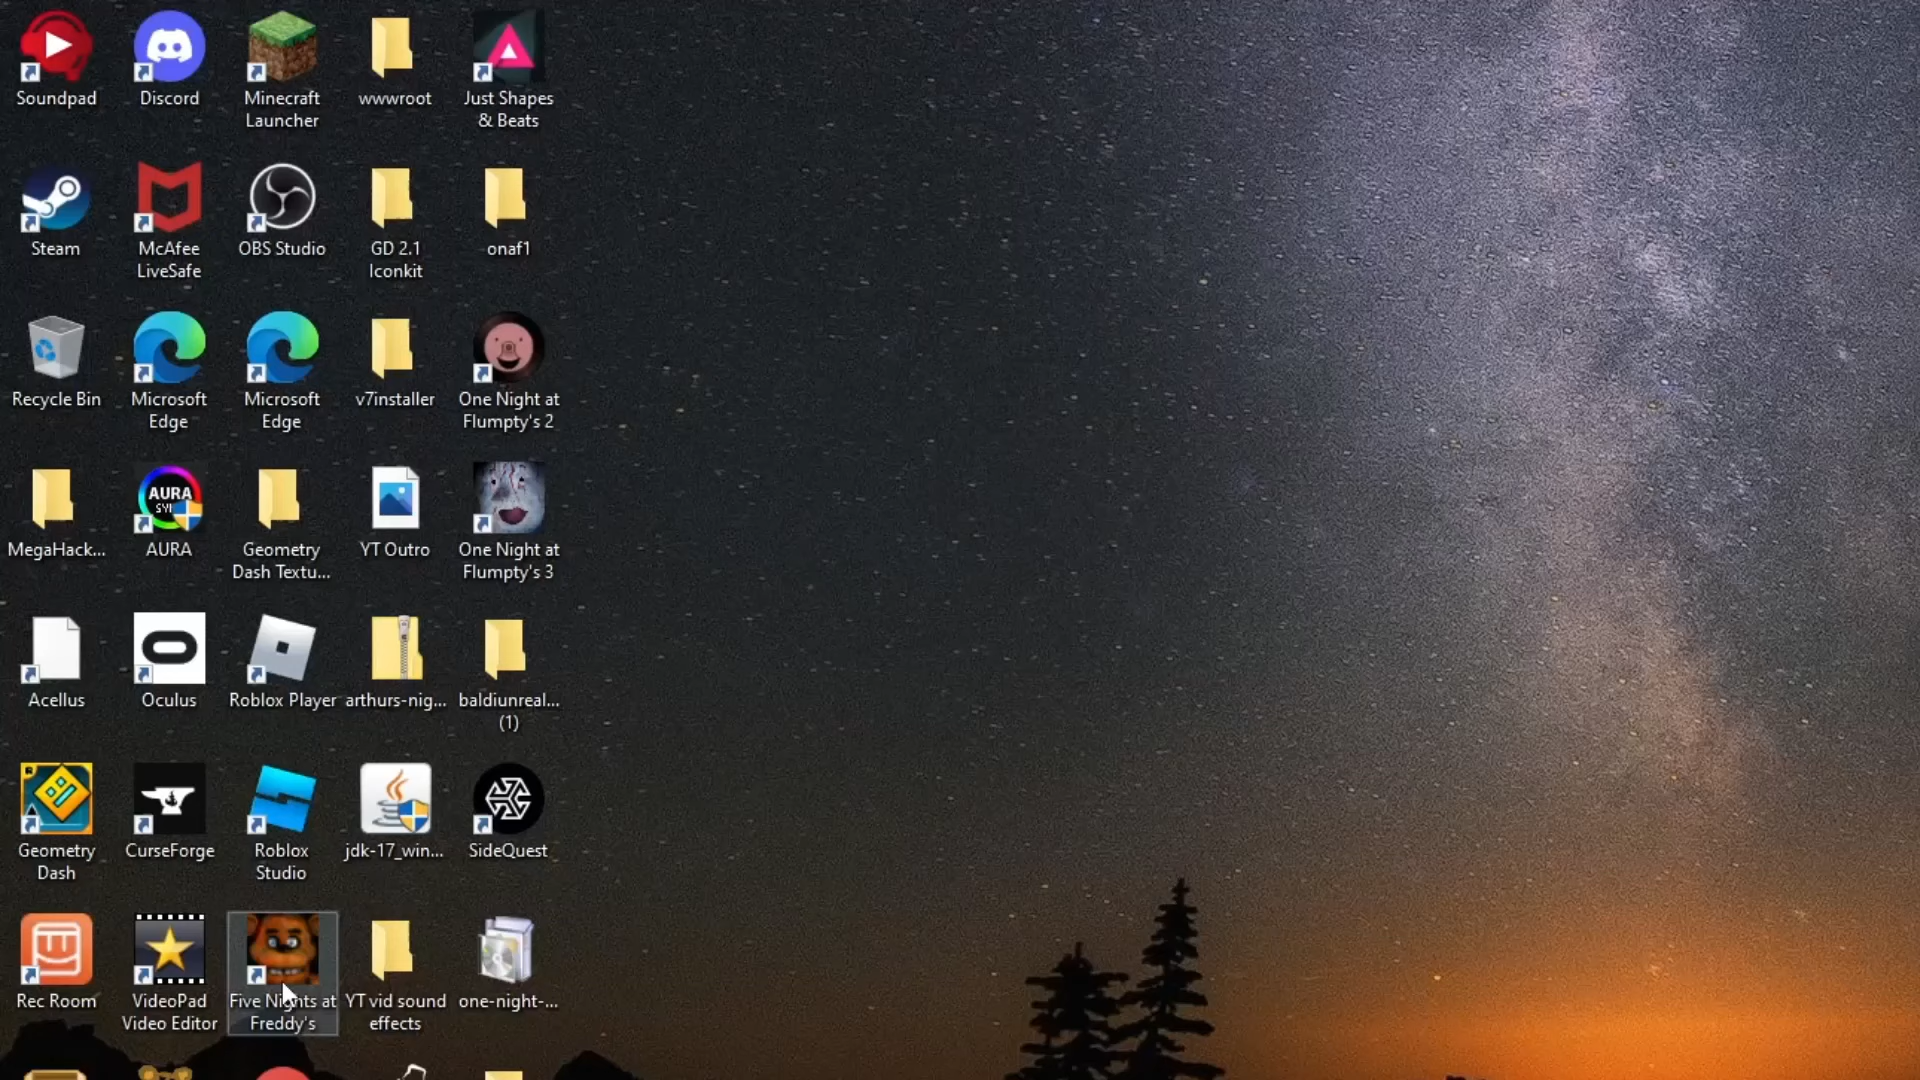 Soundpad
Discord
Minecraft
Launcher
wwwroot
Just Shapes
& Beats
Steam
McAfee
LiveSafe
OBS Studio
GD 2.1
Iconkit
onaf1
Recycle Bin
Microsoft
Edge
Microsoft
Edge
v7installer
One Night at
Flumpty's 2
MegaHack...
AURA
AURA
Geometry
Dash Textu...
YT Outro
One Night at
Flumpty's 3
Acellus
Oculus
Roblox Player
arthurs-nig...
baldiunreal...
(1)
Geometry
Dash
CurseForge
Roblox
Studio
jdk-17_win...
SideQuest
Rec Room
VideoPad
Video Editor
Five Nights at
Freddy's
YT vid sound
effects
one-night-...